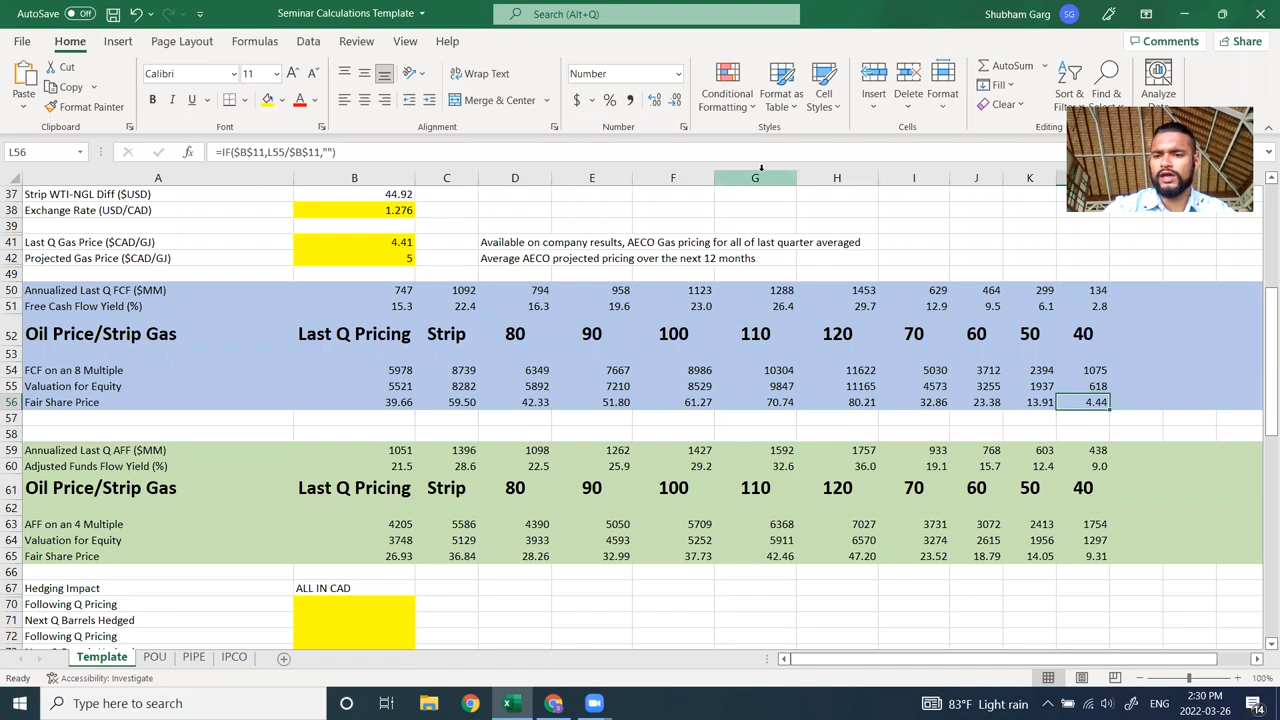 AutoSave Off Seminar Calculations Template Search (Alt+Q) Shubham Garg SG
File Home Insert Page Layout Formulas Data Review View Help Comments Share
Paste Cut Copy Format Painter
Calibri 11
B I U
Wrap Text
Merge & Center
Number
$ % 9
Conditional Formatting Format as Table Cell Styles
Insert Delete Format
AutoSum
Fill
Clear
Sort & Find &
Analyze Data
Clipboard Font Alignment Number Styles Cells Editing
L56 fx =IF($B$11,L55/$B$11,"")
A B C D E F G H I J K
37 Strip WTI-NGL Diff ($USD) 44.92
38 Exchange Rate (USD/CAD) 1.276
39
41 Last Q Gas Price ($CAD/GJ) 4.41 Available on company results, AECO Gas pricing for all of last quarter averaged
42 Projected Gas Price ($CAD/GJ) 5 Average AECO projected pricing over the next 12 months
49
50 Annualized Last Q FCF ($MM) 747 1092 794 958 1123 1288 1453 629 464 299 134
51 Free Cash Flow Yield (%) 15.3 22.4 16.3 19.6 23.0 26.4 29.7 12.9 9.5 6.1 2.8
52 Oil Price/Strip Gas Last Q Pricing Strip 80 90 100 110 120 70 60 50 40
53
54 FCF on an 8 Multiple 5978 8739 6349 7667 8986 10304 11622 5030 3712 2394 1075
55 Valuation for Equity 5521 8282 5892 7210 8529 9847 11165 4573 3255 1937 618
56 Fair Share Price 39.66 59.50 42.33 51.80 61.27 70.74 80.21 32.86 23.38 13.91 4.44
57
58
59 Annualized Last Q AFF ($MM) 1051 1396 1098 1262 1427 1592 1757 933 768 603 438
60 Adjusted Funds Flow Yield (%) 21.5 28.6 22.5 25.9 29.2 32.6 36.0 19.1 15.7 12.4 9.0
61 Oil Price/Strip Gas Last Q Pricing Strip 80 90 100 110 120 70 60 50 40
62
63 AFF on an 4 Multiple 4205 5586 4390 5050 5709 6368 7027 3731 3072 2413 1754
64 Valuation for Equity 3748 5129 3933 4593 5252 5911 6570 3274 2615 1956 1297
65 Fair Share Price 26.93 36.84 28.26 32.99 37.73 42.46 47.20 23.52 18.79 14.05 9.31
66
67 Hedging Impact ALL IN CAD
70 Following Q Pricing
71 Next Q Barrels Hedged
72 Following Q Pricing
Template POU PIPE IPCO
Ready Accessibility: Investigate 100%
Type here to search 83°F Light rain ENG 2:30 PM
2022-03-26 14